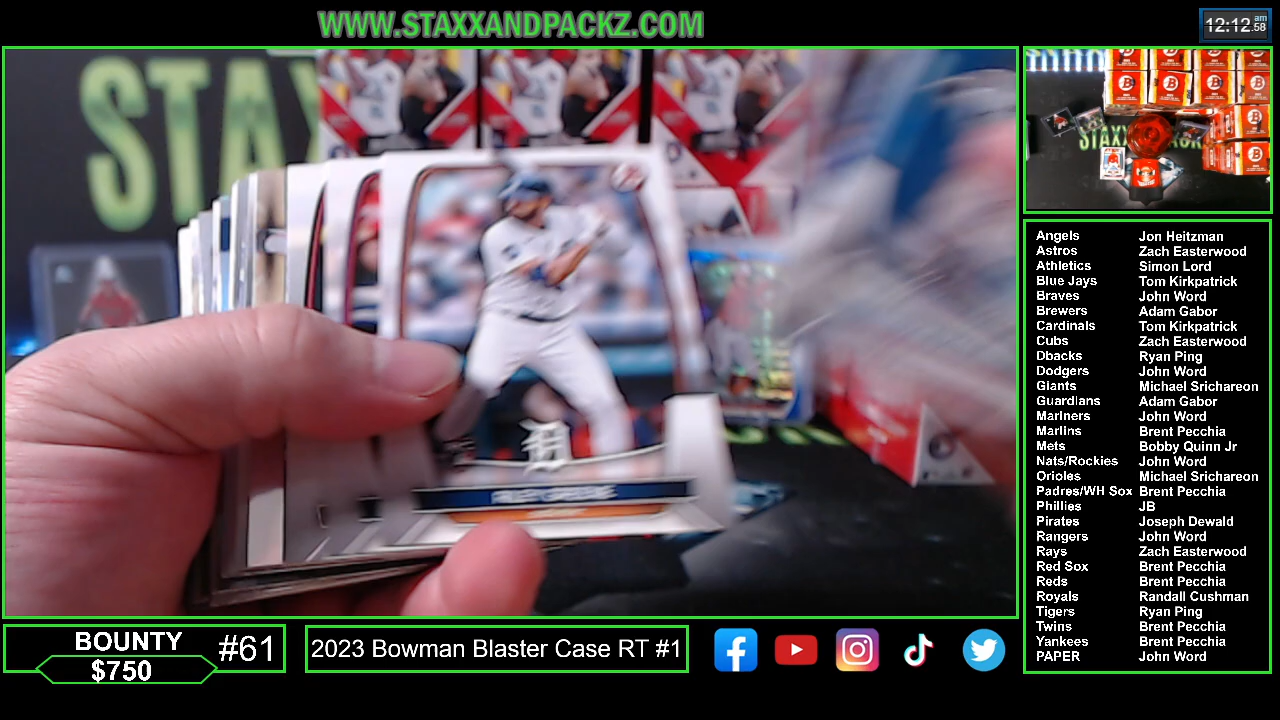 WWW.STAXXANDPACKZ.COM
12:12 am
.58
STAX
STAXX
Angels Jon Heitzman
Astros Zach Easterwood
Athletics Simon Lord
Blue Jays Tom Kirkpatrick
Braves John Word
Brewers Adam Gabor
Cardinals Tom Kirkpatrick
Cubs Zach Easterwood
Dbacks Ryan Ping
Dodgers John Word
Giants Michael Srichareon
Guardians Adam Gabor
Mariners John Word
Marlins Brent Pecchia
Mets Bobby Quinn Jr
Nats/Rockies John Word
Orioles Michael Srichareon
Padres/WH Sox Brent Pecchia
Phillies JB
Pirates Joseph Dewald
Rangers John Word
Rays Zach Easterwood
Red Sox Brent Pecchia
Reds Brent Pecchia
Royals Randall Cushman
Tigers Ryan Ping
Twins Brent Pecchia
Yankees Brent Pecchia
PAPER John Word
RILEY GREENE
BOUNTY #61
$750
2023 Bowman Blaster Case RT #1